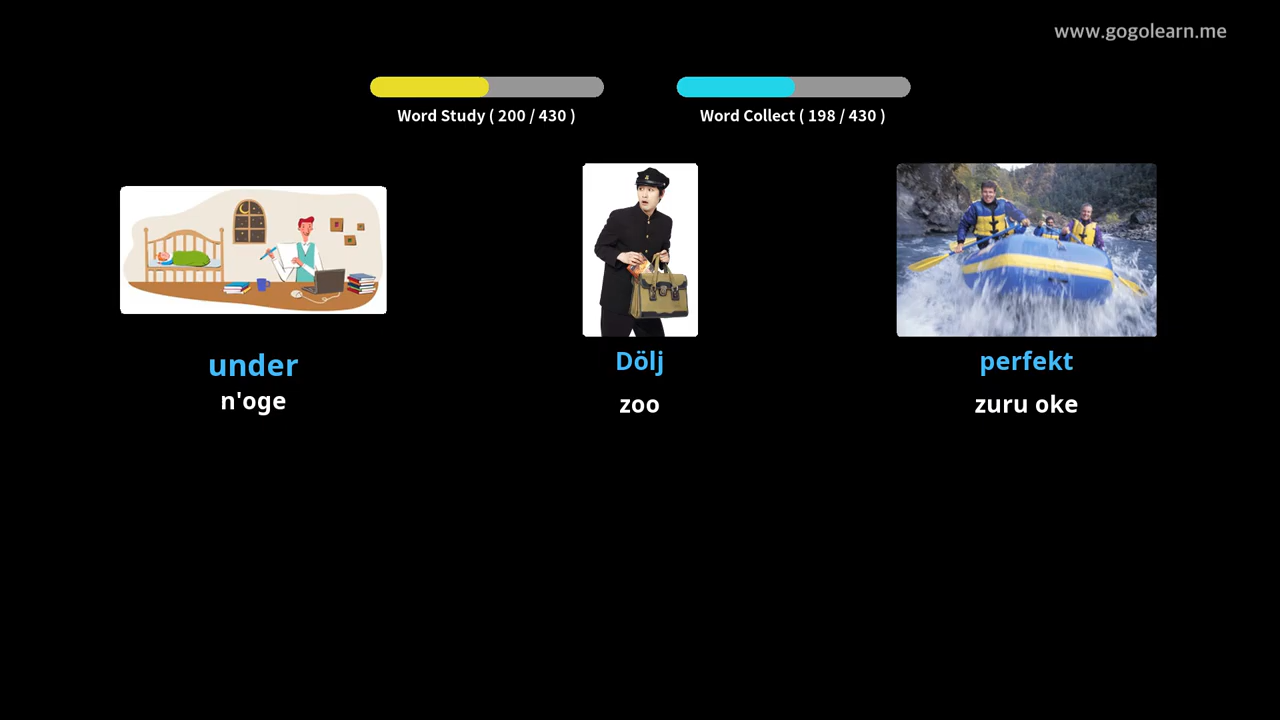 www.gogolearn.me
Word Study ( 200 / 430 )
Word Collect ( 198 / 430 )
under
n'oge
Dölj
zoo
perfekt
zuru oke